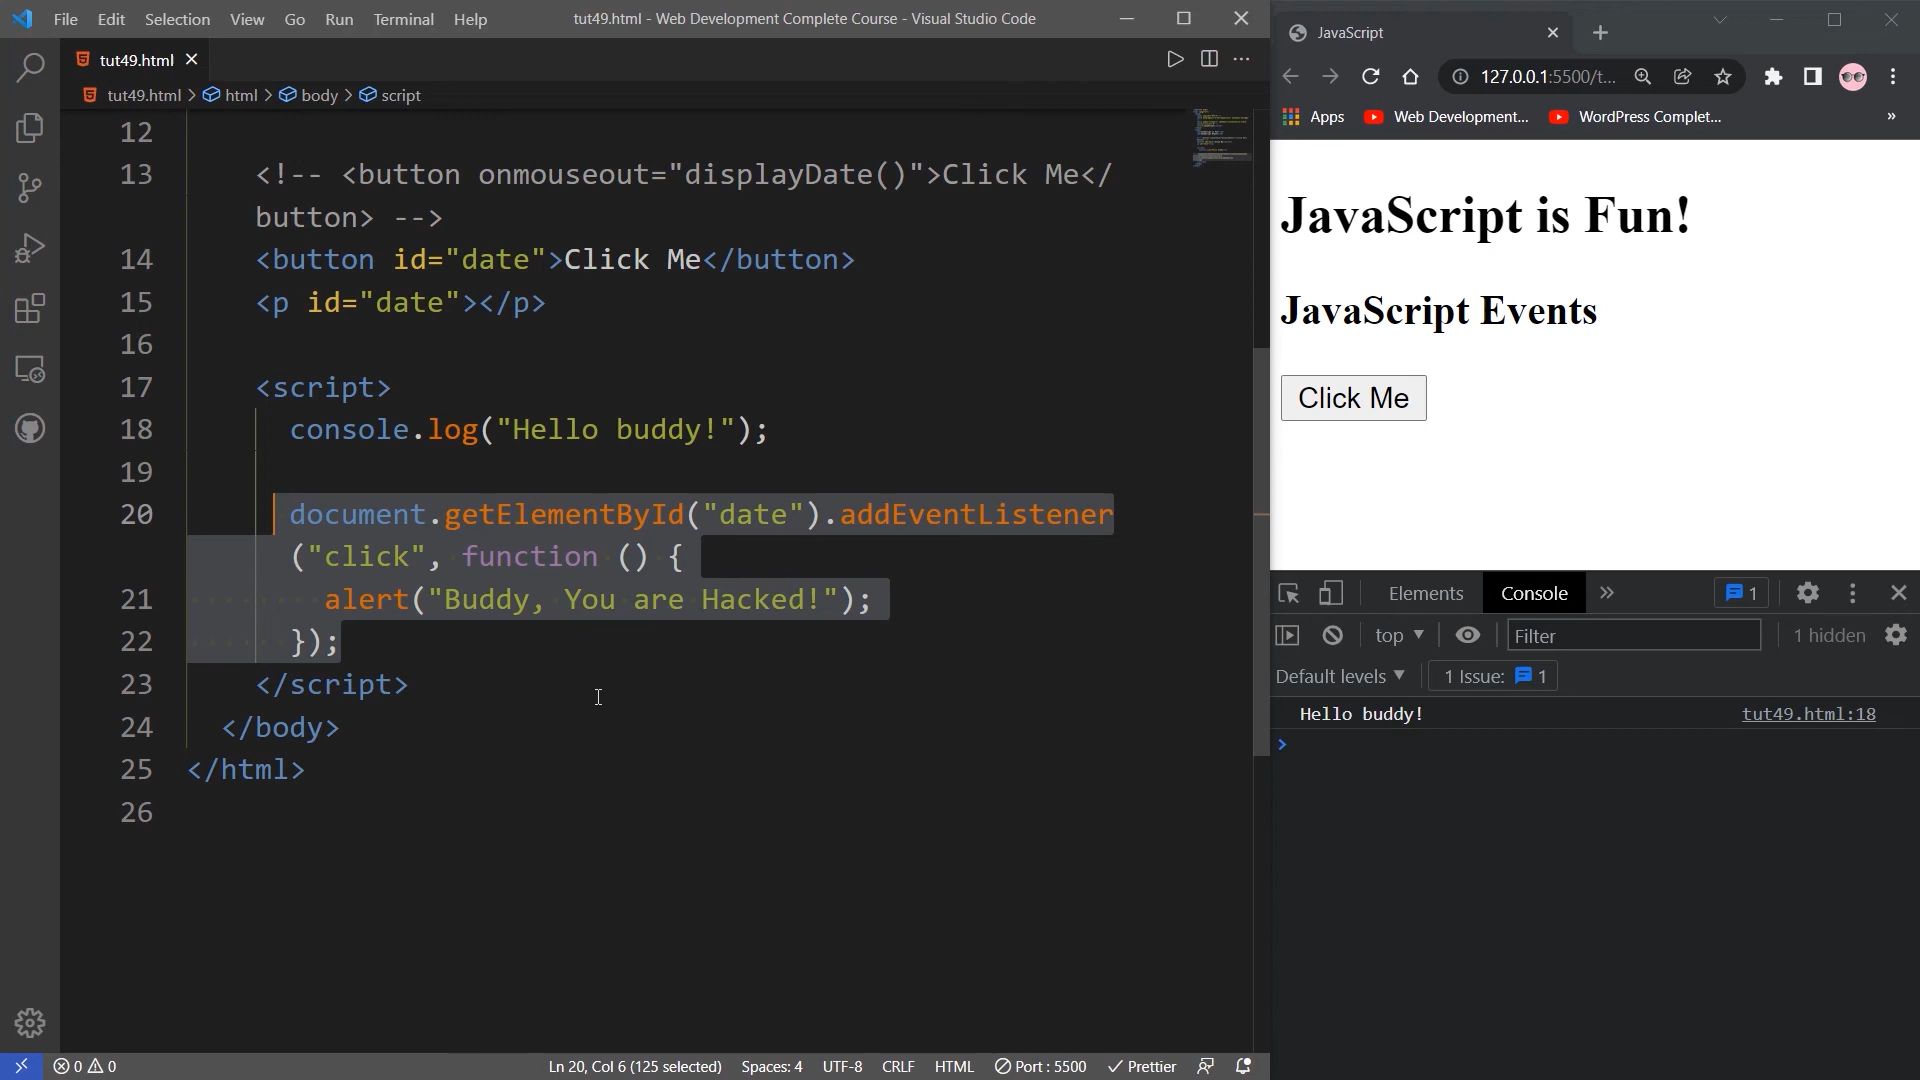 File Edit Selection View Go Run Terminal Help
tut49.html - Web Development Complete Course - Visual Studio Code
tut49.html
tut49.html > html > body > script
12
13 <!-- <button onmouseout="displayDate()">Click Me</
button> -->
14 <button id="date">Click Me</button>
15 <p id="date"></p>
16
17 <script>
18 console.log("Hello buddy!");
19
20 document.getElementById("date").addEventListener
("click", function () {
21 alert("Buddy, You are Hacked!");
22 });
23 </script>
24 </body>
25 </html>
26
0 0 Ln 20, Col 6 (125 selected) Spaces: 4 UTF-8 CRLF HTML Port : 5500 Prettier
JavaScript
127.0.0.1:5500/t...
Apps Web Development... WordPress Complet... »
JavaScript is Fun!
JavaScript Events
Click Me
Elements Console » 1
top Filter 1 hidden
Default levels 1 Issue: 1
Hello buddy! tut49.html:18
>